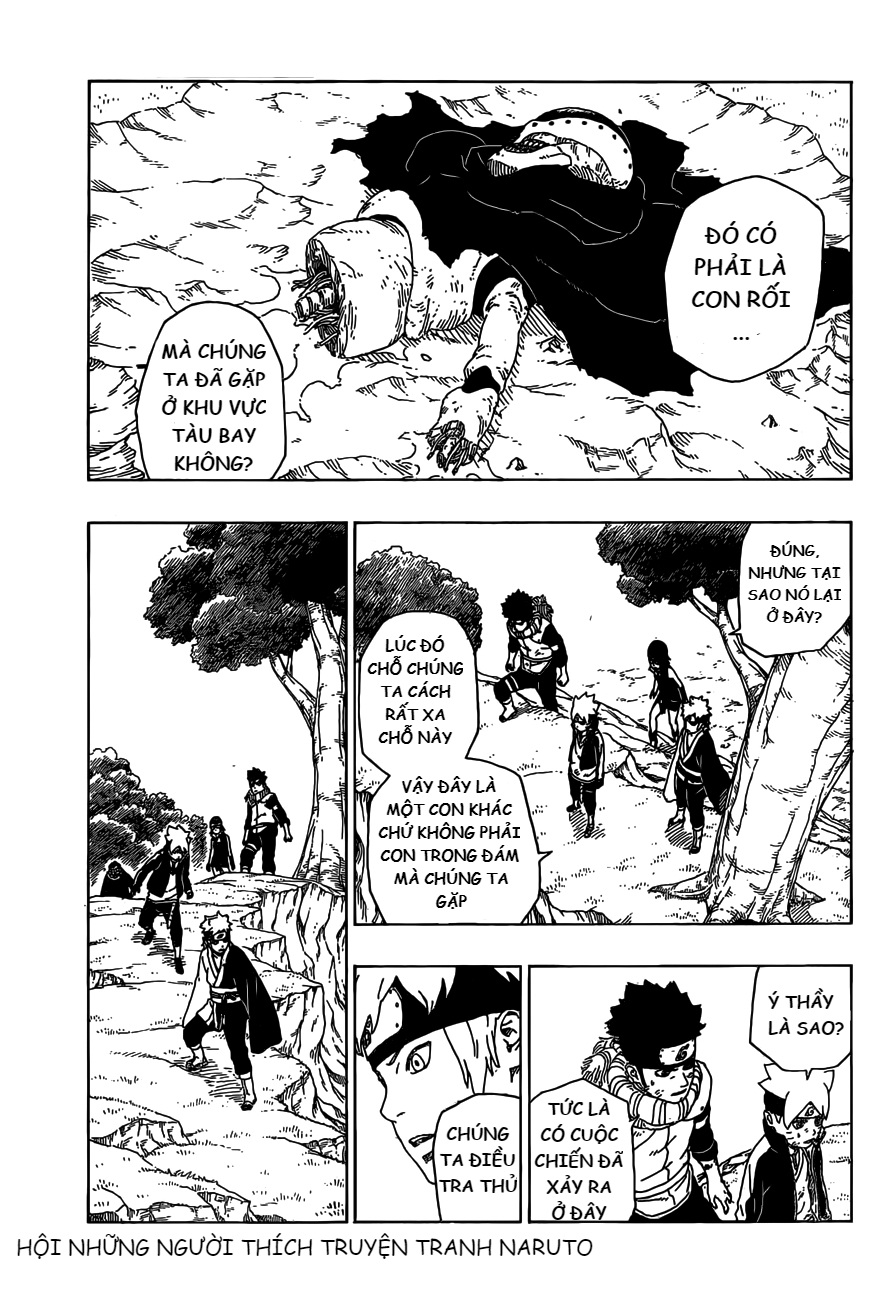 ĐÓ CÓ
PHẢI LÀ
CON RỐI
...
MÀ CHÚNG
TA ĐÃ GẶP
Ở KHU VỰC
TÀU BAY
KHÔNG?
ĐÚNG,
NHƯNG TẠI
SAO NÓ LẠI
Ở ĐÂY?
LÚC ĐÓ
CHỖ CHÚNG
TA CÁCH
RẤT XA
CHỖ NÀY
VẬY ĐÂY LÀ
MỘT CON KHÁC
CHỨ KHÔNG PHẢI
CON TRONG ĐÁM
MÀ CHÚNG TA
GẶP
Ý THẦY
LÀ SAO?
TỨC LÀ
CÓ CUỘC
CHIẾN ĐÃ
XẢY RA
Ở ĐÂY
CHÚNG
TA ĐIỀU
TRA THỬ
HỘI NHỮNG NGƯỜI THÍCH TRUYỆN TRANH NARUTO